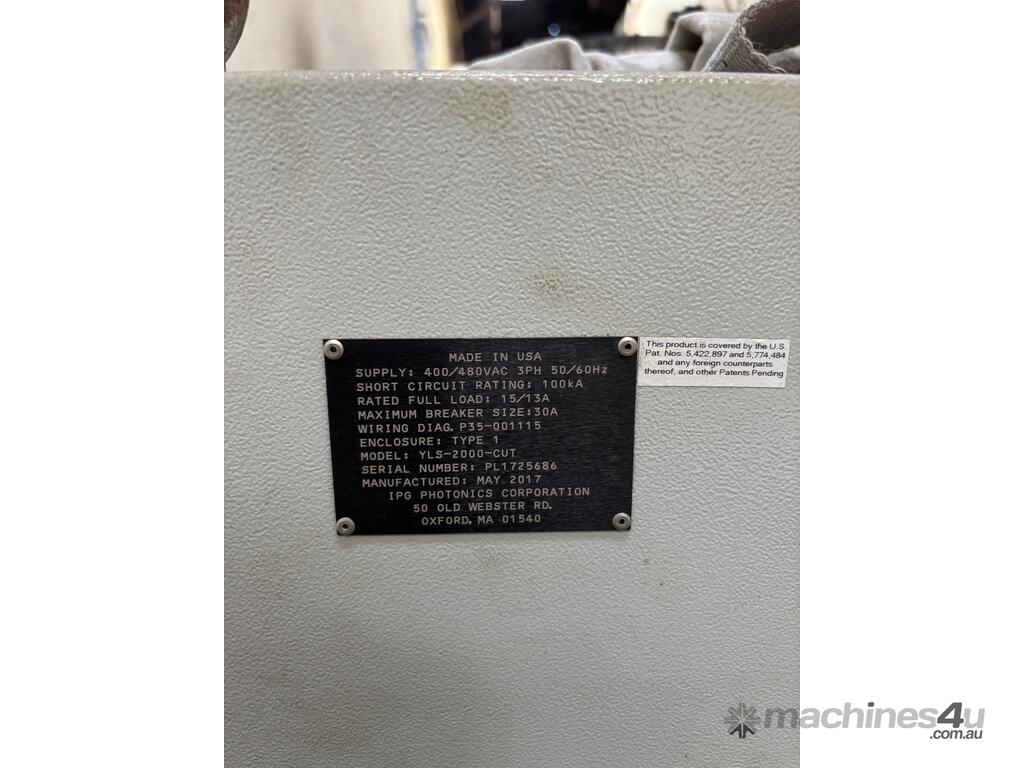 MADE IN USA
SUPPLY: 400/480VAC 3PH 50/60Hz
SHORT CIRCUIT RATING: 100kA
RATED FULL LOAD: 15/13A
MAXIMUM BREAKER SIZE:30A
WIRING DIAG. P35-001115
ENCLOSURE: TYPE 1
MODEL: YLS-2000-CUT
SERIAL NUMBER: PL1725686
MANUFACTURED: MAY 2017
IPG PHOTONICS CORPORATION
50 OLD WEBSTER RD.
OXFORD, MA 01540
This product is covered by the U.S.
Pat. Nos. 5,422,897 and 5,774,484
and any foreign counterparts
thereof, and other Patents Pending
machines4u
.com.au